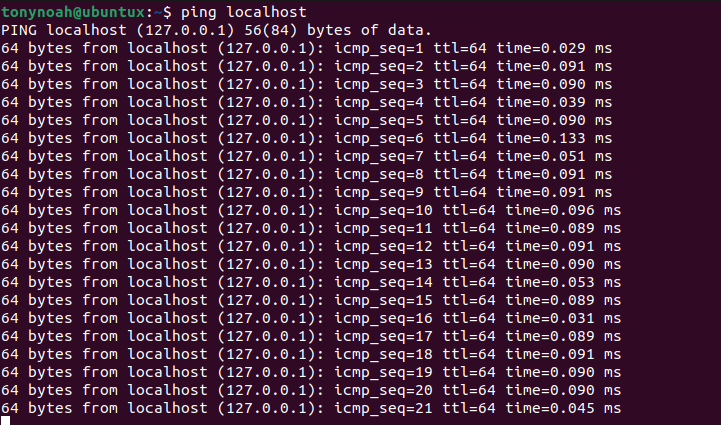 tonynoah@ubuntux:~$ ping localhost
PING localhost (127.0.0.1) 56(84) bytes of data.
64 bytes from localhost (127.0.0.1): icmp_seq=1 ttl=64 time=0.029 ms
64 bytes from localhost (127.0.0.1): icmp_seq=2 ttl=64 time=0.091 ms
64 bytes from localhost (127.0.0.1): icmp_seq=3 ttl=64 time=0.090 ms
64 bytes from localhost (127.0.0.1): icmp_seq=4 ttl=64 time=0.039 ms
64 bytes from localhost (127.0.0.1): icmp_seq=5 ttl=64 time=0.090 ms
64 bytes from localhost (127.0.0.1): icmp_seq=6 ttl=64 time=0.133 ms
64 bytes from localhost (127.0.0.1): icmp_seq=7 ttl=64 time=0.051 ms
64 bytes from localhost (127.0.0.1): icmp_seq=8 ttl=64 time=0.091 ms
64 bytes from localhost (127.0.0.1): icmp_seq=9 ttl=64 time=0.091 ms
64 bytes from localhost (127.0.0.1): icmp_seq=10 ttl=64 time=0.096 ms
64 bytes from localhost (127.0.0.1): icmp_seq=11 ttl=64 time=0.089 ms
64 bytes from localhost (127.0.0.1): icmp_seq=12 ttl=64 time=0.091 ms
64 bytes from localhost (127.0.0.1): icmp_seq=13 ttl=64 time=0.090 ms
64 bytes from localhost (127.0.0.1): icmp_seq=14 ttl=64 time=0.053 ms
64 bytes from localhost (127.0.0.1): icmp_seq=15 ttl=64 time=0.089 ms
64 bytes from localhost (127.0.0.1): icmp_seq=16 ttl=64 time=0.031 ms
64 bytes from localhost (127.0.0.1): icmp_seq=17 ttl=64 time=0.089 ms
64 bytes from localhost (127.0.0.1): icmp_seq=18 ttl=64 time=0.091 ms
64 bytes from localhost (127.0.0.1): icmp_seq=19 ttl=64 time=0.090 ms
64 bytes from localhost (127.0.0.1): icmp_seq=20 ttl=64 time=0.090 ms
64 bytes from localhost (127.0.0.1): icmp_seq=21 ttl=64 time=0.045 ms